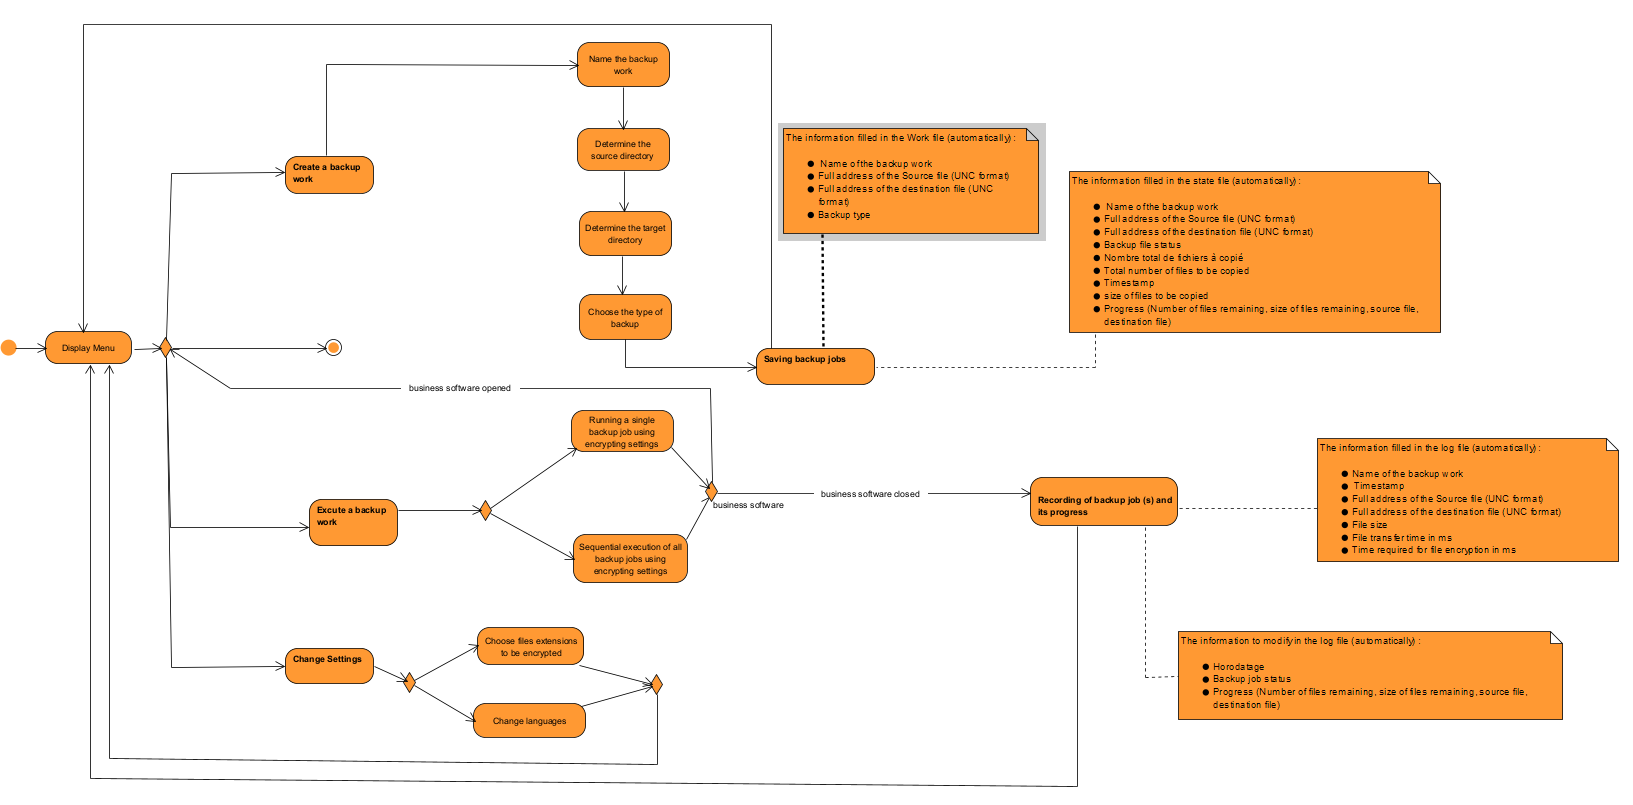 Name the backup
work
The information filled in the Work file (automatically) :
● Name of the backup work
● Full address of the Source file (UNC format)
● Full address of the destination file (UNC
format)
● Backup type
Determine the
source directory
Create a backup
work
The information filled in the state file (automatically) :
● Name of the backup work
● Full address of the Source file (UNC format)
● Full address of the destination file (UNC format)
● Backup file status
● Nombre total de fichiers à copié
● Total number of files to be copied
● Timestamp
● size of files to be copied
● Progress (Number of files remaining, size of files remaining, source file,
destination file)
Determine the target
directory
Choose the type of
backup
Display Menu
Saving backup jobs
business software opened
Running a single
backup job using
encrypting settings
The information filled in the log file (automatically) :
● Name of the backup work
● Timestamp
● Full address of the Source file (UNC format)
● Full address of the destination file (UNC format)
● File size
● File transfer time in ms
● Time required for file encryption in ms
Excute a backup
work
business software
business software closed
Recording of backup job (s) and
its progress
Sequential execution of all
backup jobs using
encrypting settings
Change Settings
Choose files extensions
to be encrypted
Change languages
The information to modify in the log file (automatically) :
● Horodatage
● Backup job status
● Progress (Number of files remaining, size of files remaining, source file,
destination file)